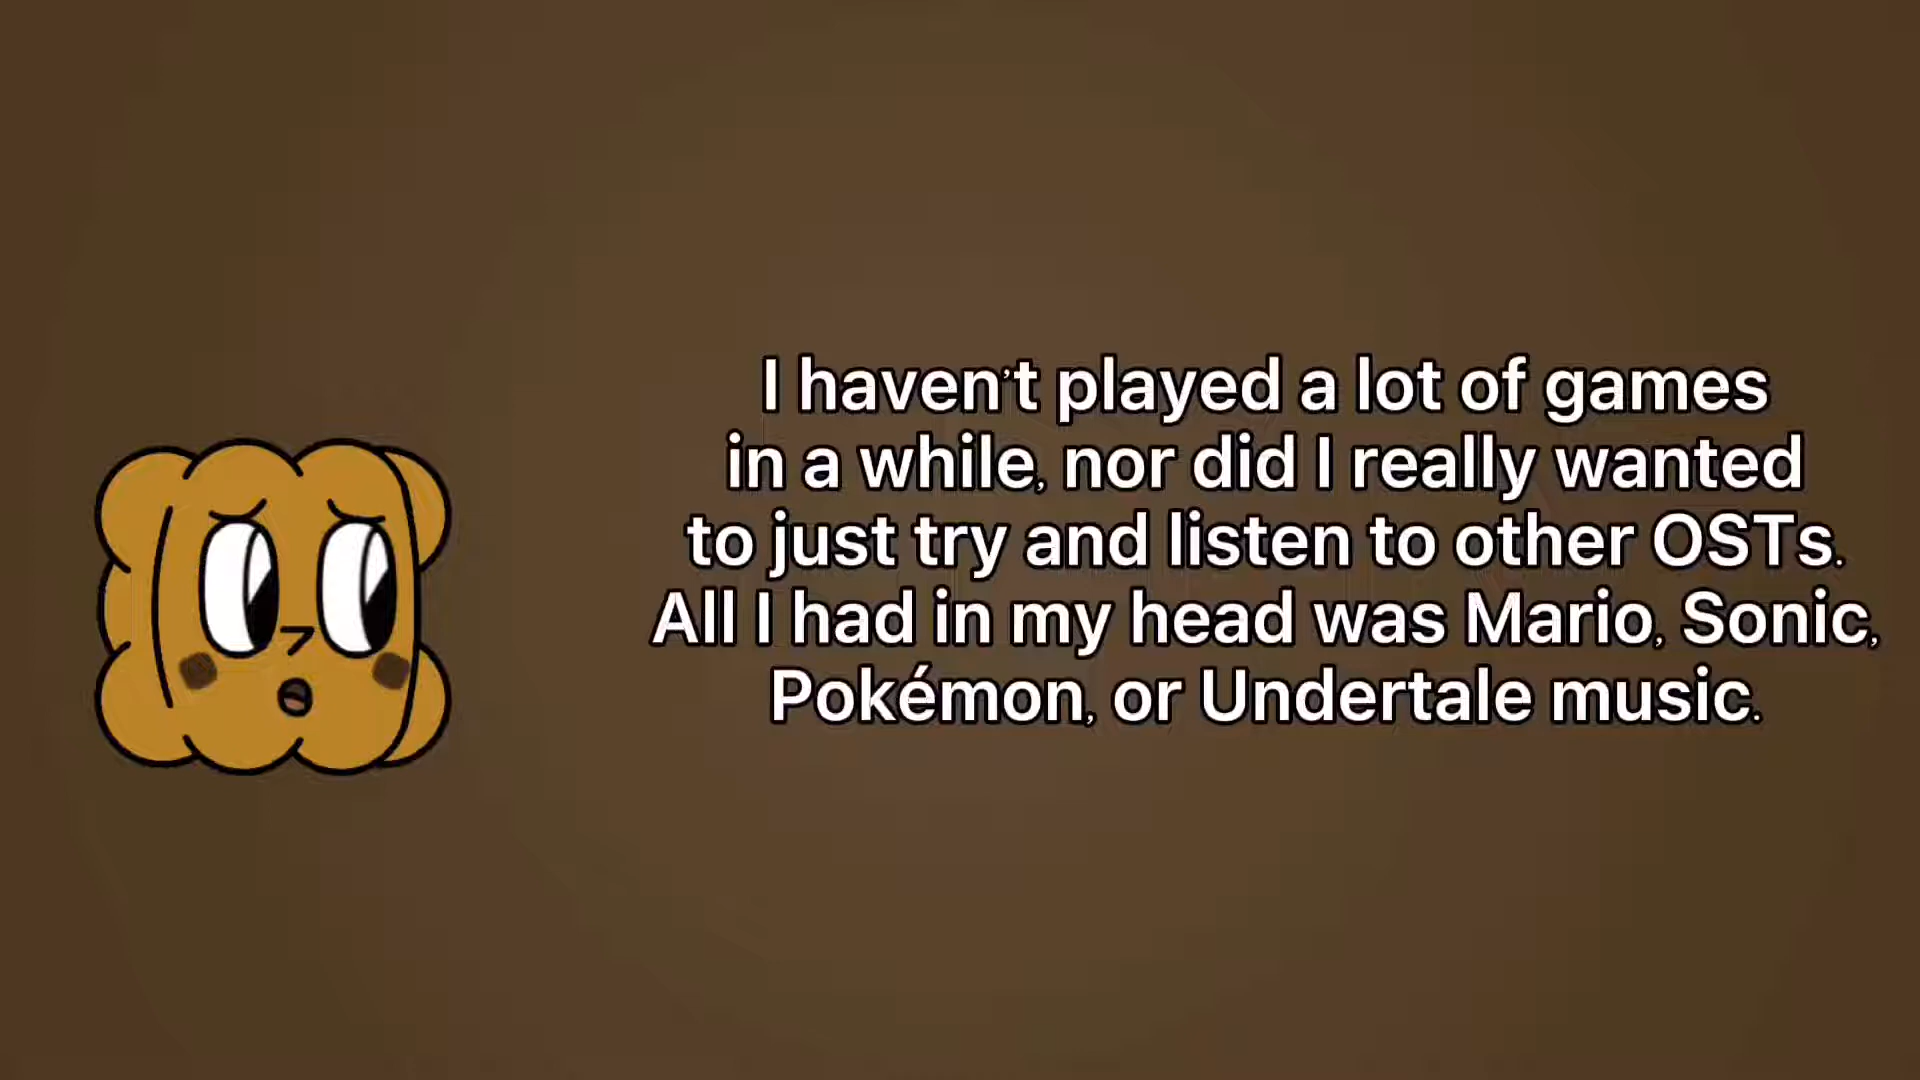 I haven't played a lot of games
in a while, nor did I really wanted
to just try and listen to other OSTs.
All I had in my head was Mario, Sonic,
Pokémon, or Undertale music.